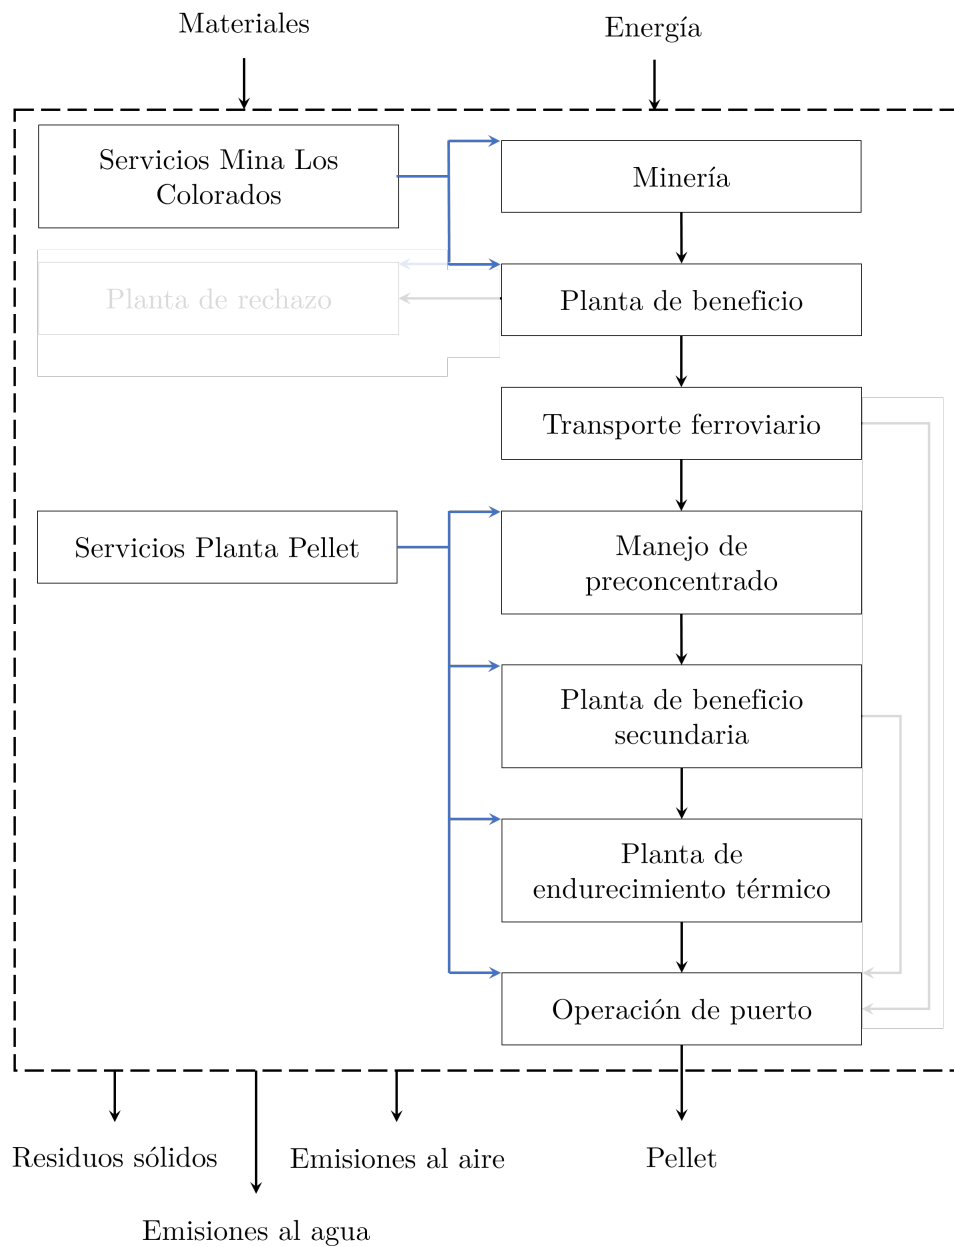 Materiales
Energía
Servicios Mina Los
Colorados
Minería
Planta de rechazo
Planta de beneficio
Transporte ferroviario
Servicios Planta Pellet
Manejo de
preconcentrado
Planta de beneficio
secundaria
Planta de
endurecimiento térmico
Operación de puerto
Residuos sólidos
Emisiones al aire
Pellet
Emisiones al agua